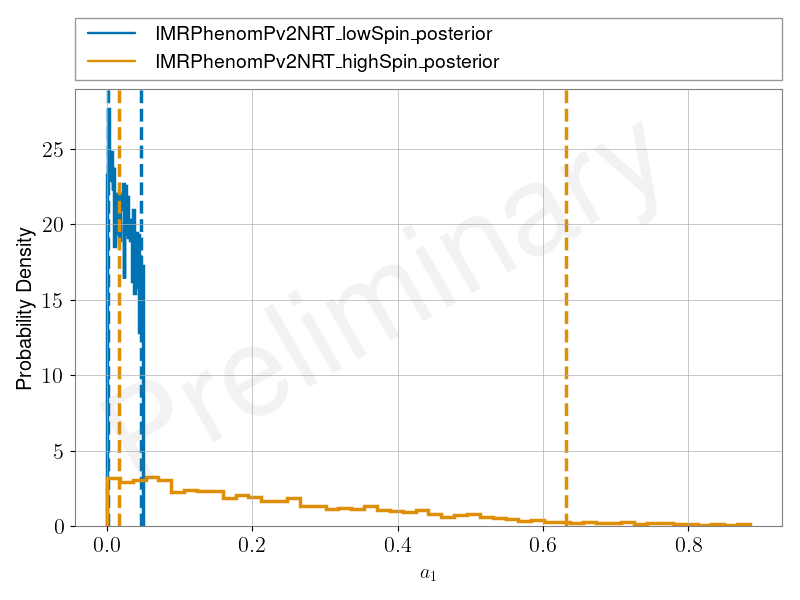 IMRPhenomPv2NRT_lowSpin_posterior
IMRPhenomPv2NRT_highSpin_posterior
Preliminary
Probability Density
25
20
15
10
5
0
0.0 0.2 0.4 0.6 0.8
a₁